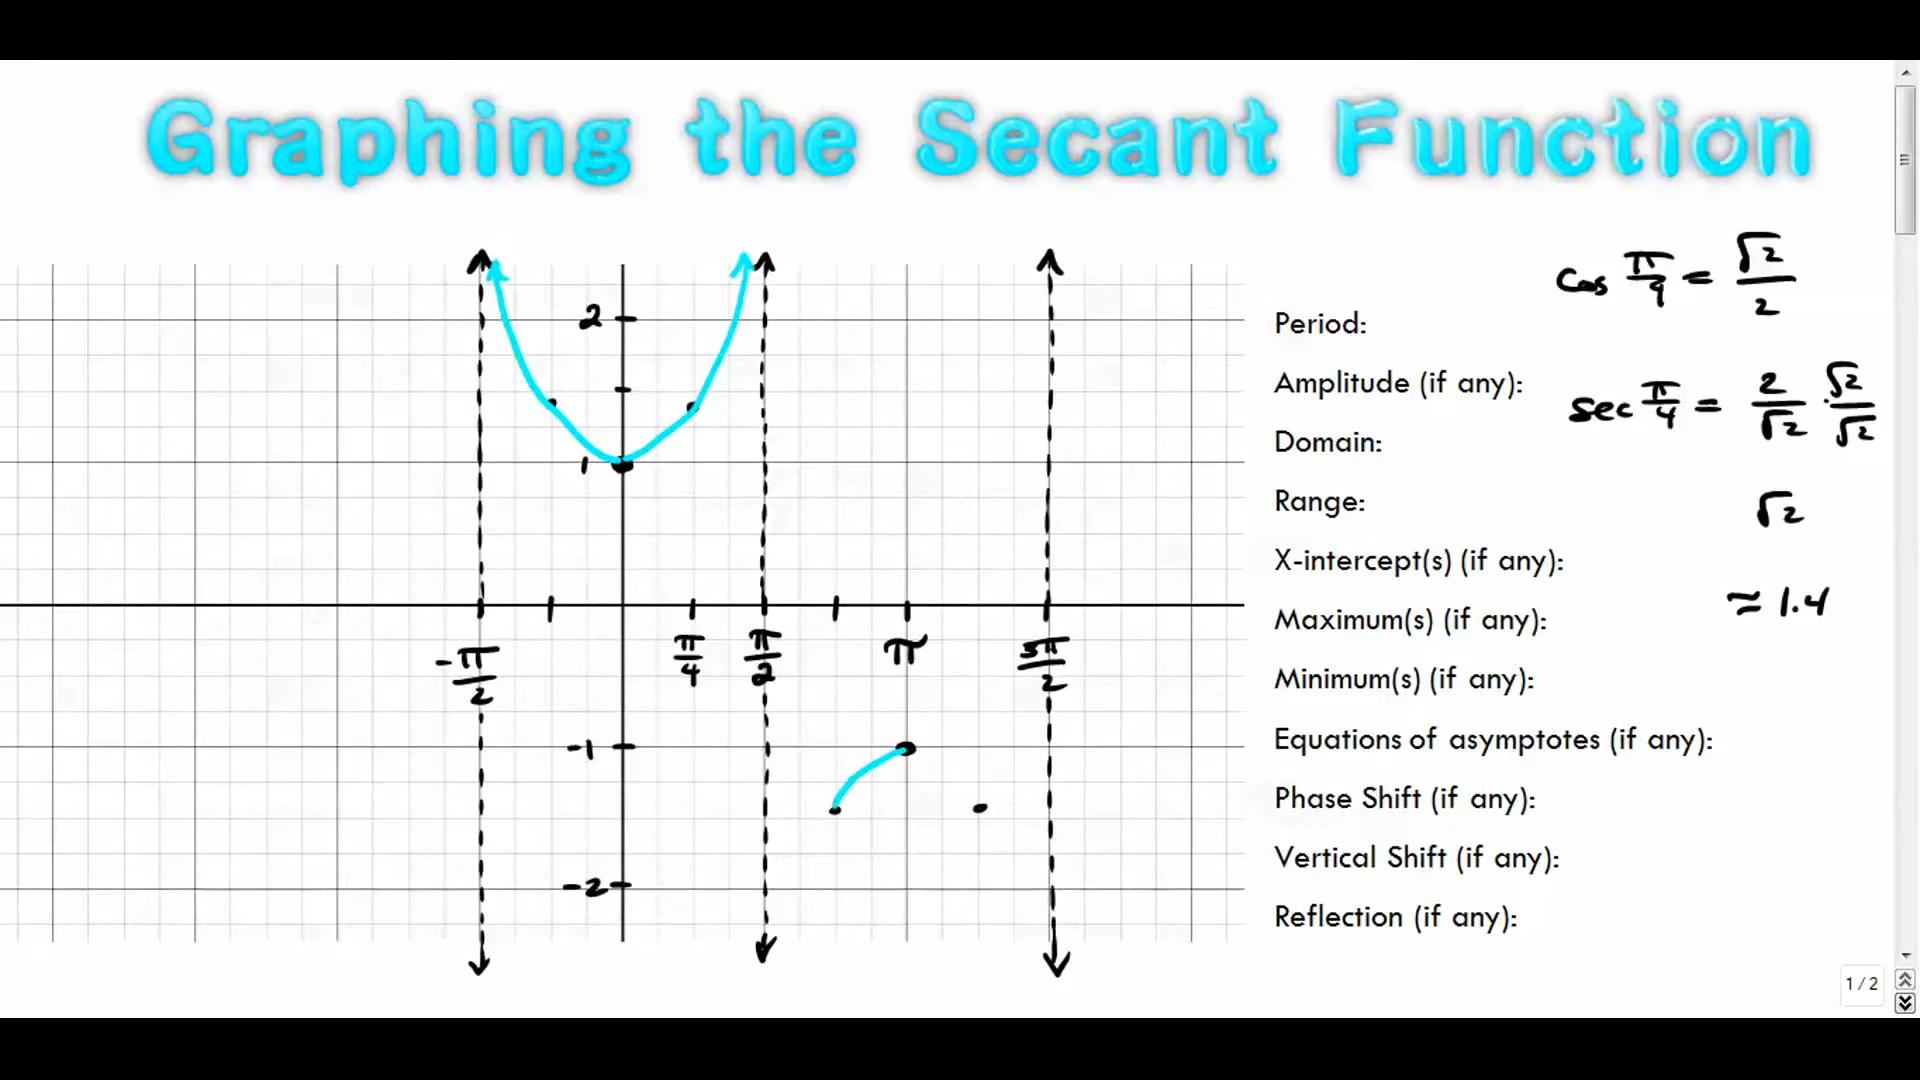 Graphing the Secant Function
cos π/4 = √2/2
Period:
Amplitude (if any):
sec π/4 = 2/√2 · √2/√2
Domain:
Range:
√2
X-intercept(s) (if any):
≈ 1.4
Maximum(s) (if any):
Minimum(s) (if any):
Equations of asymptotes (if any):
Phase Shift (if any):
Vertical Shift (if any):
Reflection (if any):
2
1
-π/2 π/4 π/2 π 3π/2
-1
-2
1 / 2